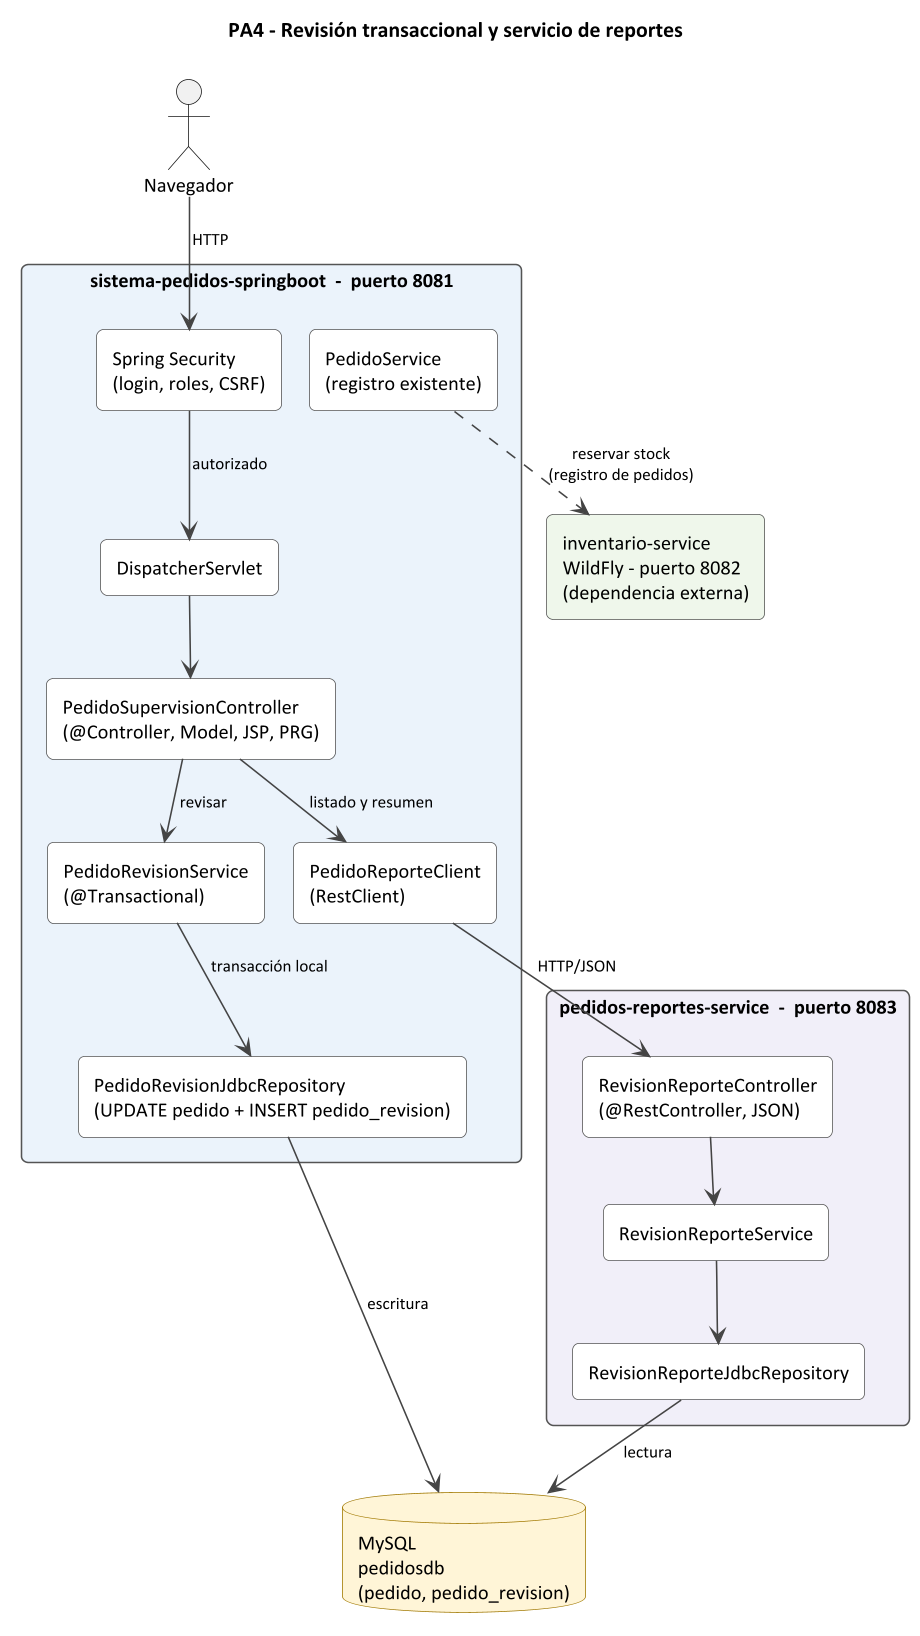 PA4 - Revisión transaccional y servicio de reportes
Navegador
HTTP
sistema-pedidos-springboot - puerto 8081
Spring Security
(login, roles, CSRF)
PedidoService
(registro existente)
autorizado
reservar stock
(registro de pedidos)
DispatcherServlet
inventario-service
WildFly - puerto 8082
(dependencia externa)
PedidoSupervisionController
(@Controller, Model, JSP, PRG)
revisar
listado y resumen
PedidoRevisionService
(@Transactional)
PedidoReporteClient
(RestClient)
transacción local
HTTP/JSON
pedidos-reportes-service - puerto 8083
PedidoRevisionJdbcRepository
(UPDATE pedido + INSERT pedido_revision)
RevisionReporteController
(@RestController, JSON)
RevisionReporteService
escritura
RevisionReporteJdbcRepository
lectura
MySQL
pedidosdb
(pedido, pedido_revision)